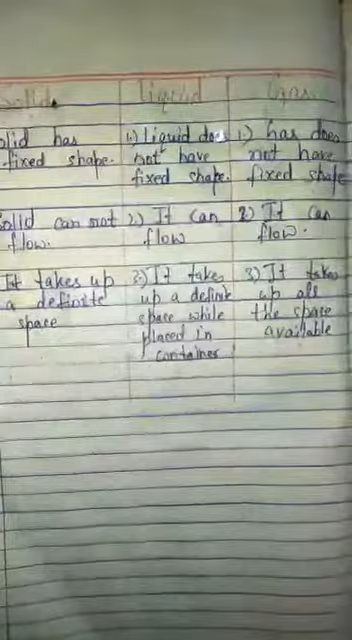 Solid Liquid Gas
olid has
fixed shape.
1) Liquid does
not have
fixed shape.
1) Gas does
not have
fixed shape
olid can not
flow.
2) It can
flow
2) It can
flow.
It takes up
a definite
space
3) It takes
up a definite
space while
placed in
container
3) It takes
up all
the space
available